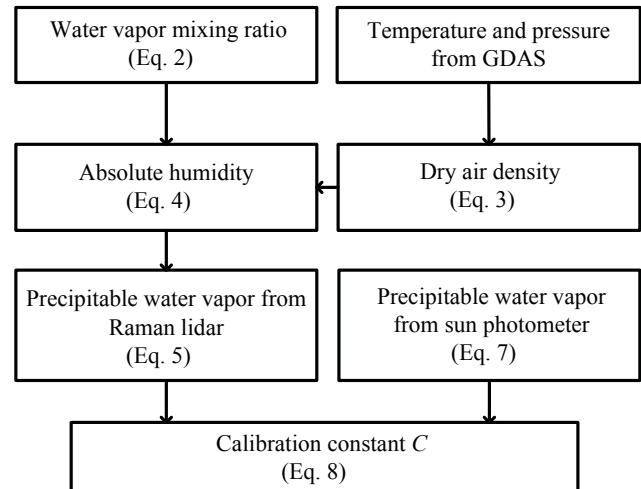 Water vapor mixing ratio
(Eq. 2)
Temperature and pressure
from GDAS
Absolute humidity
(Eq. 4)
Dry air density
(Eq. 3)
Precipitable water vapor from
Raman lidar
(Eq. 5)
Precipitable water vapor
from sun photometer
(Eq. 7)
Calibration constant C
(Eq. 8)